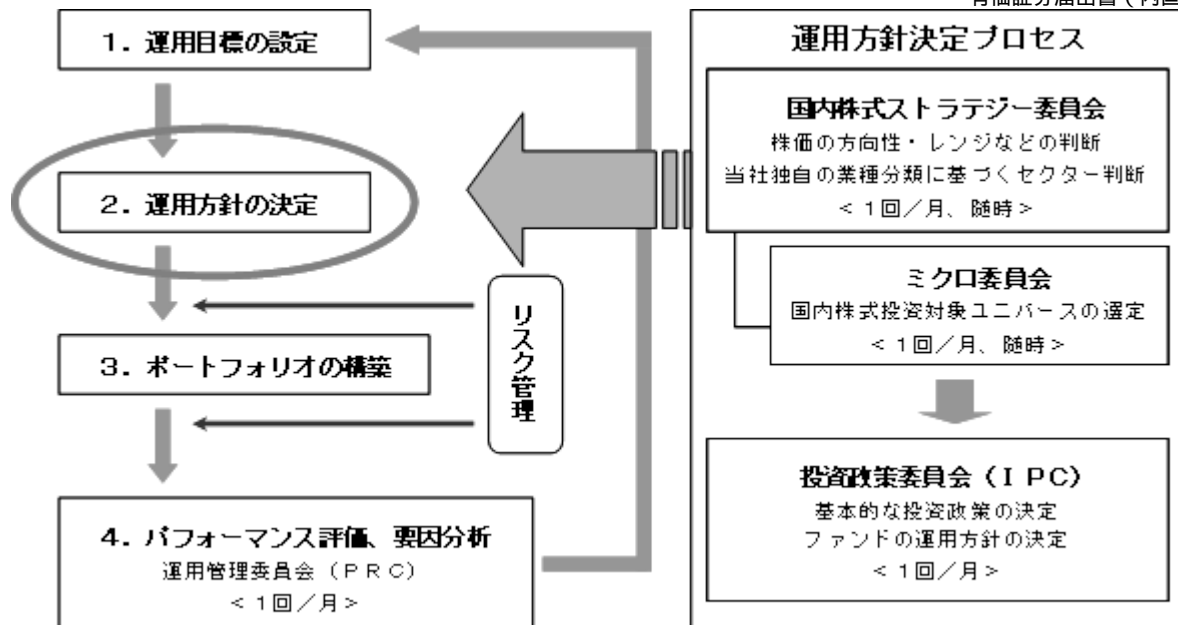 1．運用目標の設定
2．運用方針の決定
3．ポートフォリオの構築
4．パフォーマンス評価、要因分析
運用管理委員会（ＰＲＣ）
＜1回／月＞
リスク管理
運用方針決定プロセス
国内株式ストラテジー委員会
株価の方向性・レンジなどの判断
当社独自の業種分類に基づくセクター判断
＜1回／月、随時＞
ミクロ委員会
国内株式投資対象ユニバースの選定
＜1回／月、随時＞
投資政策委員会（ＩＰＣ）
基本的な投資政策の決定
ファンドの運用方針の決定
＜1回／月＞